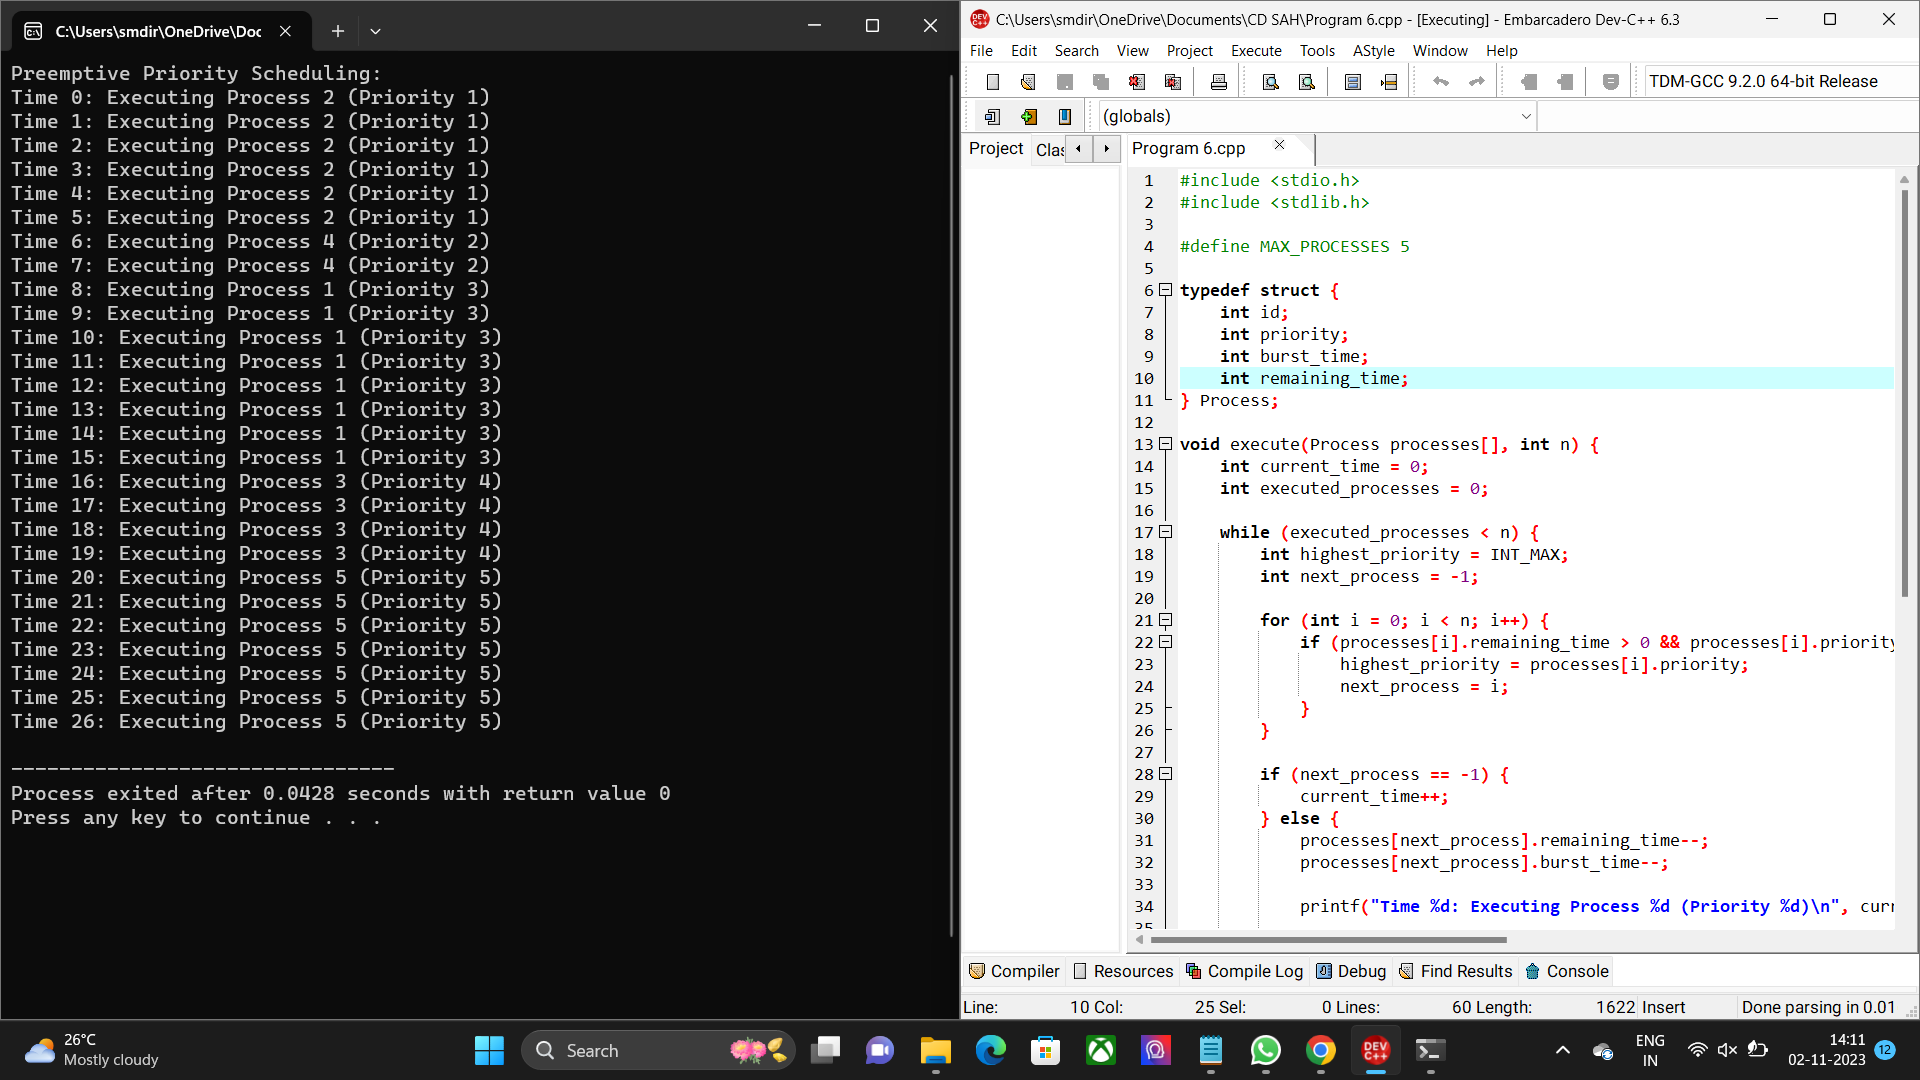 C:\Users\smdir\OneDrive\Doc
Preemptive Priority Scheduling:
Time 0: Executing Process 2 (Priority 1)
Time 1: Executing Process 2 (Priority 1)
Time 2: Executing Process 2 (Priority 1)
Time 3: Executing Process 2 (Priority 1)
Time 4: Executing Process 2 (Priority 1)
Time 5: Executing Process 2 (Priority 1)
Time 6: Executing Process 4 (Priority 2)
Time 7: Executing Process 4 (Priority 2)
Time 8: Executing Process 1 (Priority 3)
Time 9: Executing Process 1 (Priority 3)
Time 10: Executing Process 1 (Priority 3)
Time 11: Executing Process 1 (Priority 3)
Time 12: Executing Process 1 (Priority 3)
Time 13: Executing Process 1 (Priority 3)
Time 14: Executing Process 1 (Priority 3)
Time 15: Executing Process 1 (Priority 3)
Time 16: Executing Process 3 (Priority 4)
Time 17: Executing Process 3 (Priority 4)
Time 18: Executing Process 3 (Priority 4)
Time 19: Executing Process 3 (Priority 4)
Time 20: Executing Process 5 (Priority 5)
Time 21: Executing Process 5 (Priority 5)
Time 22: Executing Process 5 (Priority 5)
Time 23: Executing Process 5 (Priority 5)
Time 24: Executing Process 5 (Priority 5)
Time 25: Executing Process 5 (Priority 5)
Time 26: Executing Process 5 (Priority 5)
--------------------------------
Process exited after 0.0428 seconds with return value 0
Press any key to continue . . .
C:\Users\smdir\OneDrive\Documents\CD SAH\Program 6.cpp - [Executing] - Embarcadero Dev-C++ 6.3
File Edit Search View Project Execute Tools AStyle Window Help
TDM-GCC 9.2.0 64-bit Release
(globals)
Project Clas
Program 6.cpp
1 #include <stdio.h>
2 #include <stdlib.h>
3
4 #define MAX_PROCESSES 5
5
6 typedef struct {
7 int id;
8 int priority;
9 int burst_time;
10 int remaining_time;
11 } Process;
12
13 void execute(Process processes[], int n) {
14 int current_time = 0;
15 int executed_processes = 0;
16
17 while (executed_processes < n) {
18 int highest_priority = INT_MAX;
19 int next_process = -1;
20
21 for (int i = 0; i < n; i++) {
22 if (processes[i].remaining_time > 0 && processes[i].priority
23 highest_priority = processes[i].priority;
24 next_process = i;
25 }
26 }
27
28 if (next_process == -1) {
29 current_time++;
30 } else {
31 processes[next_process].remaining_time--;
32 processes[next_process].burst_time--;
33
34 printf("Time %d: Executing Process %d (Priority %d)\n", curr
35
Compiler Resources Compile Log Debug Find Results Console
Line: 10 Col: 25 Sel: 0 Lines: 60 Length: 1622 Insert Done parsing in 0.01
26°C
Mostly cloudy
Search
DEV C++
ENG
IN
14:11
02-11-2023
12